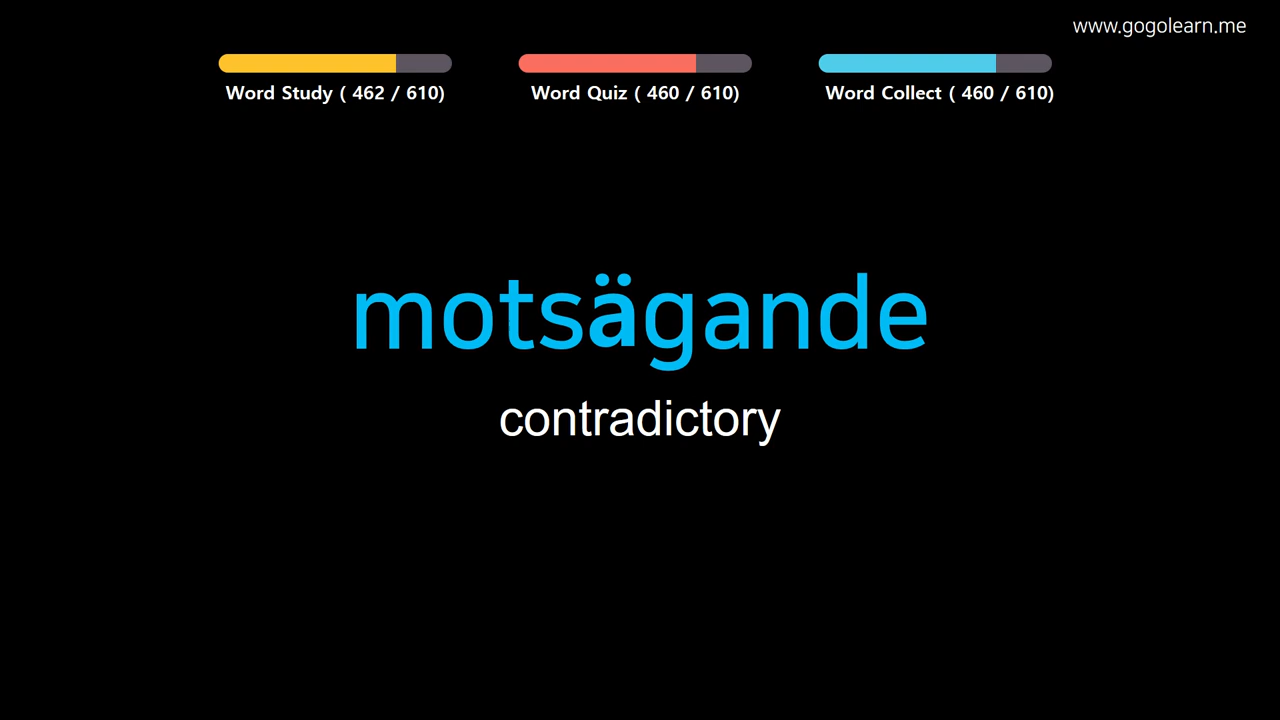 www.gogolearn.me
Word Study ( 462 / 610)
Word Quiz ( 460 / 610)
Word Collect ( 460 / 610)
motsägande
contradictory